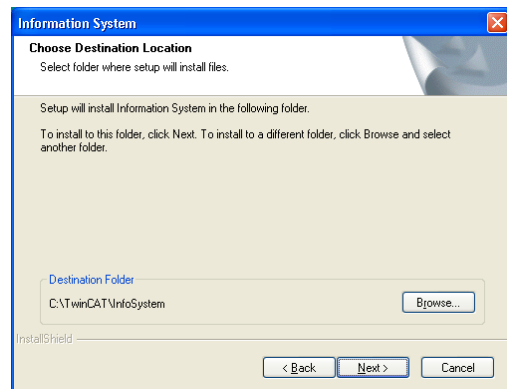 Information System
Choose Destination Location
Select folder where setup will install files.
Setup will install Information System in the following folder.
To install to this folder, click Next. To install to a different folder, click Browse and select
another folder.
Destination Folder
C:\TwinCAT\InfoSystem
Browse...
InstallShield
< Back
Next >
Cancel